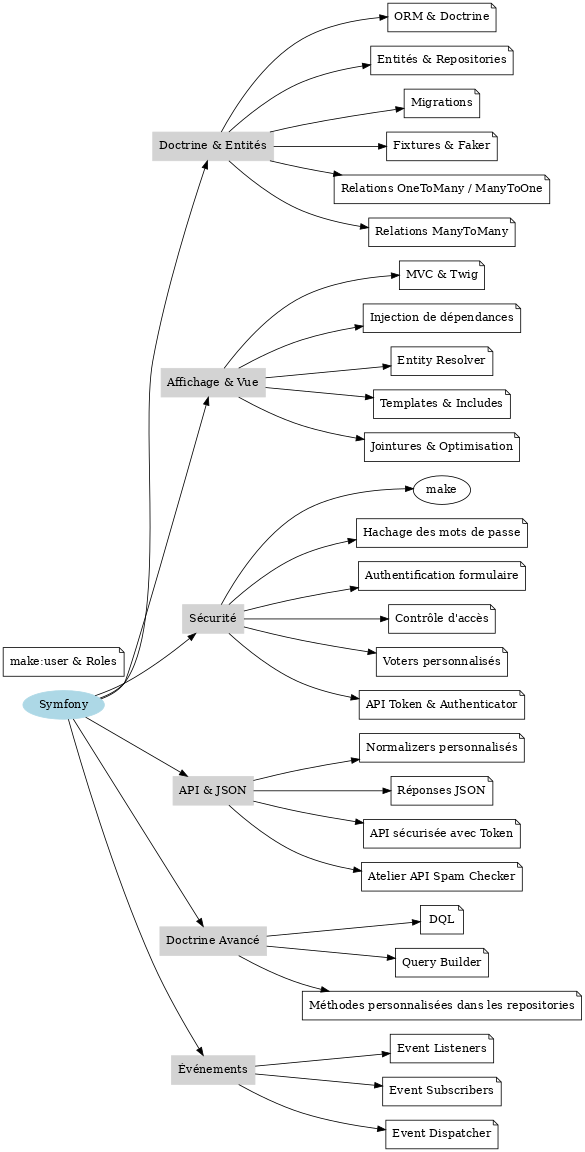 ORM & Doctrine
Entités & Repositories
Migrations
Doctrine & Entités
Fixtures & Faker
Relations OneToMany / ManyToOne
Relations ManyToMany
MVC & Twig
Injection de dépendances
Entity Resolver
Affichage & Vue
Templates & Includes
Jointures & Optimisation
make
Hachage des mots de passe
Authentification formulaire
Sécurité
Contrôle d'accès
make:user & Roles
Voters personnalisés
Symfony
API Token & Authenticator
Normalizers personnalisés
API & JSON
Réponses JSON
API sécurisée avec Token
Atelier API Spam Checker
DQL
Doctrine Avancé
Query Builder
Méthodes personnalisées dans les repositories
Event Listeners
Événements
Event Subscribers
Event Dispatcher